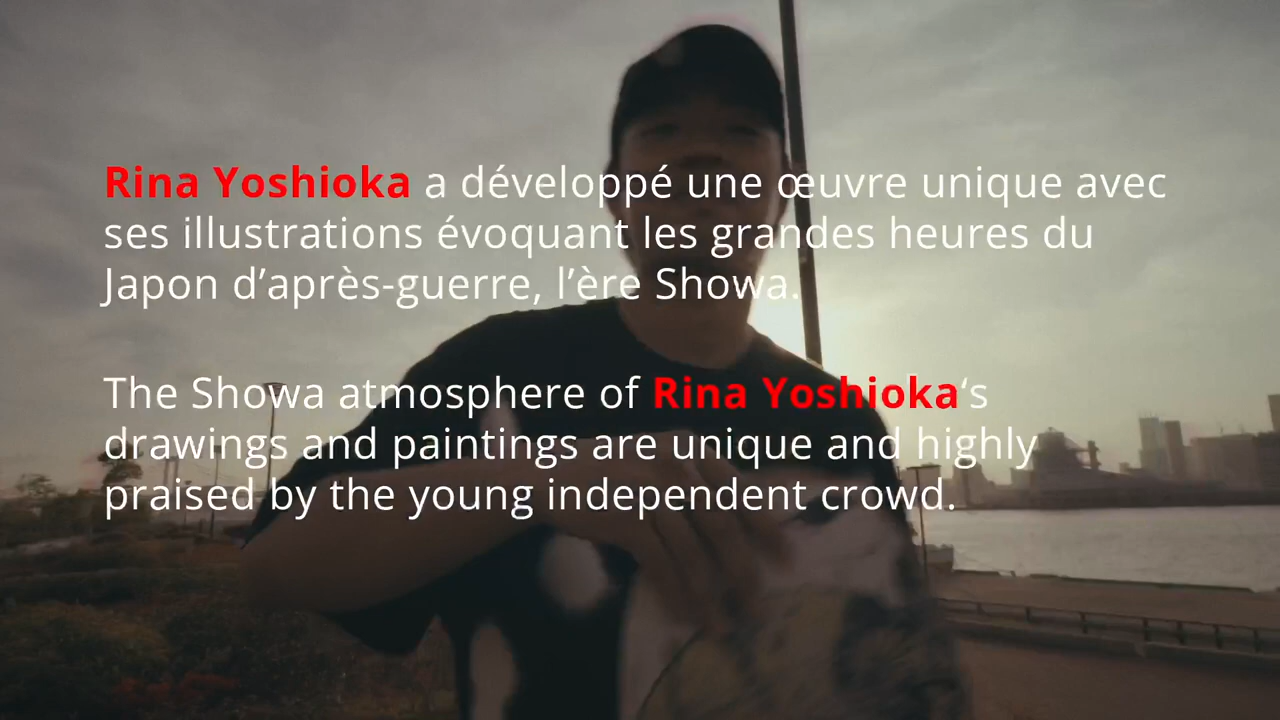 Rina Yoshioka a développé une œuvre unique avec
ses illustrations évoquant les grandes heures du
Japon d’après-guerre, l’ère Showa.
The Showa atmosphere of Rina Yoshioka‘s
drawings and paintings are unique and highly
praised by the young independent crowd.